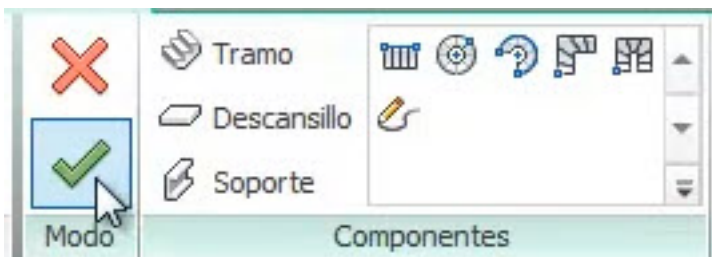 Tramo
Descansillo
Soporte
Modo
Componentes